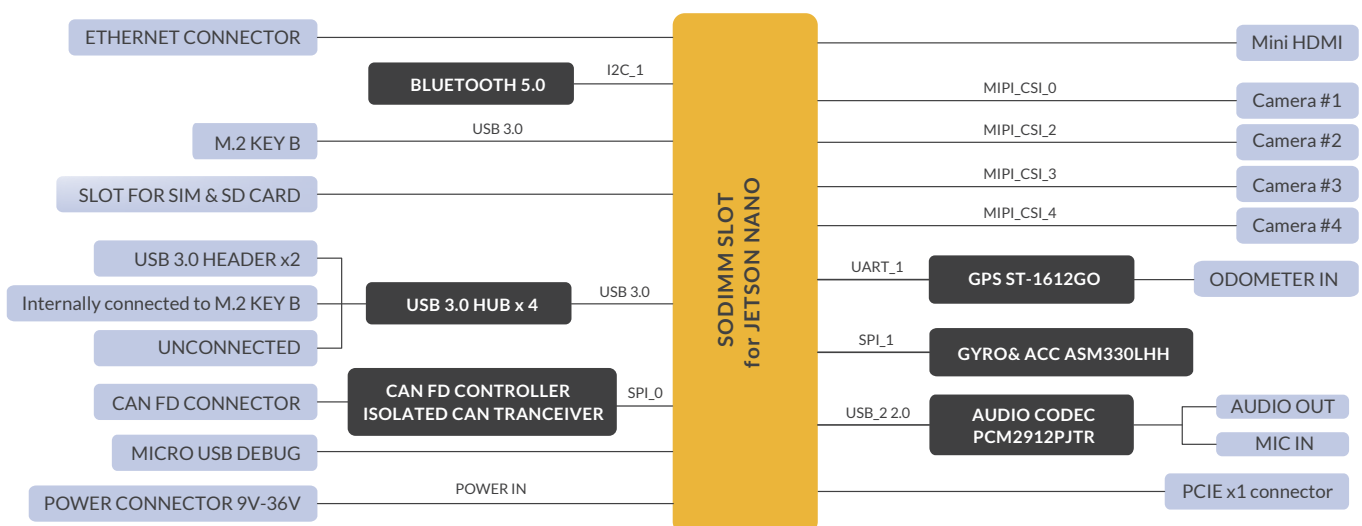 ETHERNET CONNECTOR
I2C_1
BLUETOOTH 5.0
USB 3.0
M.2 KEY B
SLOT FOR SIM & SD CARD
USB 3.0 HEADER x2
Internally connected to M.2 KEY B
UNCONNECTED
USB 3.0 HUB x 4
USB 3.0
CAN FD CONNECTOR
CAN FD CONTROLLER
ISOLATED CAN TRANCEIVER
SPI_0
MICRO USB DEBUG
POWER IN
POWER CONNECTOR 9V-36V
SODIMM SLOT
for JETSON NANO
Mini HDMI
MIPI_CSI_0
Camera #1
MIPI_CSI_2
Camera #2
MIPI_CSI_3
Camera #3
MIPI_CSI_4
Camera #4
UART_1
GPS ST-1612GO
ODOMETER IN
SPI_1
GYRO& ACC ASM330LHH
USB_2 2.0
AUDIO CODEC
PCM2912PJTR
AUDIO OUT
MIC IN
PCIE x1 connector